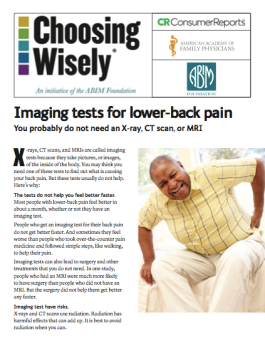 Choosing
Wisely®
An initiative of the ABIM Foundation
CR ConsumerReports
AMERICAN ACADEMY OF
FAMILY PHYSICIANS
ABIM
FOUNDATION
Imaging tests for lower-back pain
You probably do not need an X-ray, CT scan, or MRI
X-rays, CT scans, and MRIs are called imaging
tests because they take pictures, or images,
of the inside of the body. You may think you
need one of these tests to find out what is causing
your back pain. But these tests usually do not help.
Here's why:
The tests do not help you feel better faster.
Most people with lower-back pain feel better in
about a month, whether or not they have an
imaging test.
People who get an imaging test for their back pain
do not get better faster. And sometimes they feel
worse than people who took over-the-counter pain
medicine and followed simple steps, like walking,
to help their pain.
Imaging tests can also lead to surgery and other
treatments that you do not need. In one study,
people who had an MRI were much more likely
to have surgery than people who did not have an
MRI. But the surgery did not help them get better
any faster.
Imaging tests have risks.
X-rays and CT scans use radiation. Radiation has
harmful effects that can add up. It is best to avoid
radiation when you can.